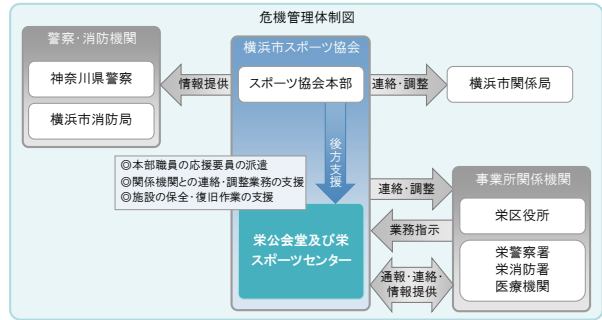 危機管理体制図
警察・消防機関
神奈川県警察
横浜市消防局
情報提供
横浜市スポーツ協会
スポーツ協会本部
連絡・調整
横浜市関係局
後方支援
◎本部職員の応援要員の派遣
◎関係機関との連絡・調整業務の支援
◎施設の保全・復旧作業の支援
栄公会堂及び栄
スポーツセンター
連絡・調整
業務指示
通報・連絡・
情報提供
事業所関係機関
栄区役所
栄警察署
栄消防署
医療機関